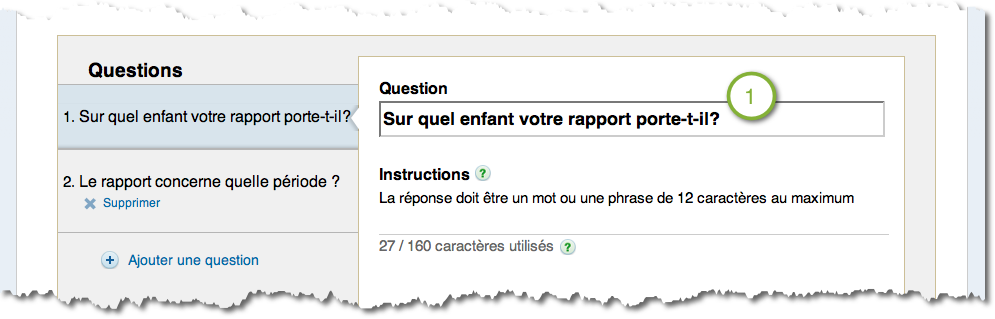 Questions
1. Sur quel enfant votre rapport porte-t-il?
2. Le rapport concerne quelle période ?
Supprimer
Ajouter une question
Question
1
Sur quel enfant votre rapport porte-t-il?
Instructions ?
La réponse doit être un mot ou une phrase de 12 caractères au maximum
27 / 160 caractères utilisés ?